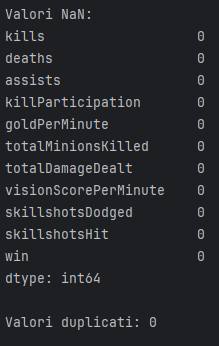 Valori NaN:
kills                  0
deaths                 0
assists                0
killParticipation      0
goldPerMinute          0
totalMinionsKilled     0
totalDamageDealt       0
visionScorePerMinute   0
skillshotsDodged       0
skillshotsHit          0
win                    0
dtype: int64

Valori duplicati: 0